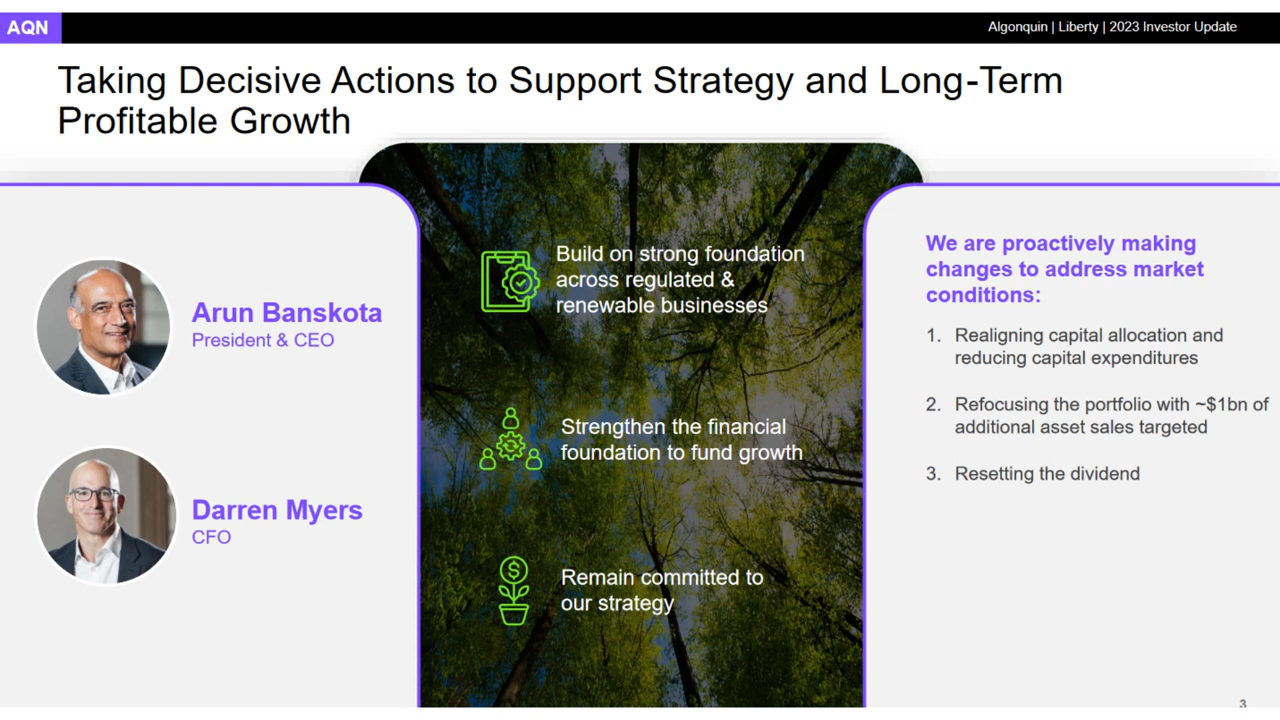 AQN
Algonquin | Liberty | 2023 Investor Update
Taking Decisive Actions to Support Strategy and Long-Term
Profitable Growth
Arun Banskota
President & CEO
Darren Myers
CFO
Build on strong foundation
across regulated &
renewable businesses
Strengthen the financial
foundation to fund growth
Remain committed to
our strategy
We are proactively making
changes to address market
conditions:
1. Realigning capital allocation and
reducing capital expenditures
2. Refocusing the portfolio with ~$1bn of
additional asset sales targeted
3. Resetting the dividend
3